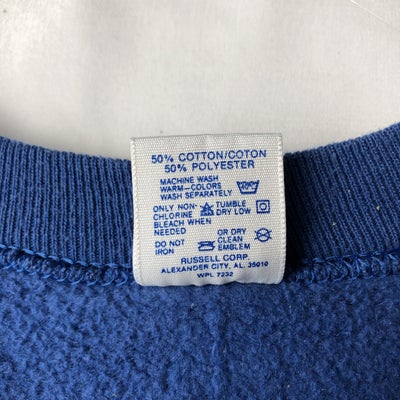 50% COTTON/COTON
50% POLYESTER
MACHINE WASH
WARM-COLORS
WASH SEPARATELY
ONLY NON- TUMBLE
CHLORINE DRY LOW
BLEACH WHEN
NEEDED OR DRY
DO NOT CLEAN
IRON EMBLEM
RUSSELL CORP.
ALEXANDER CITY, AL. 35010
WPL 7232